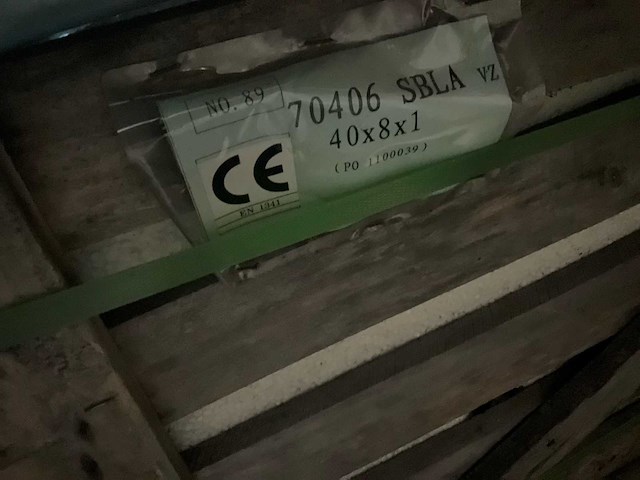 NO. 89
70406 SBLA VZ
40x8x1
(PO 1100039)
CE
EN 1341